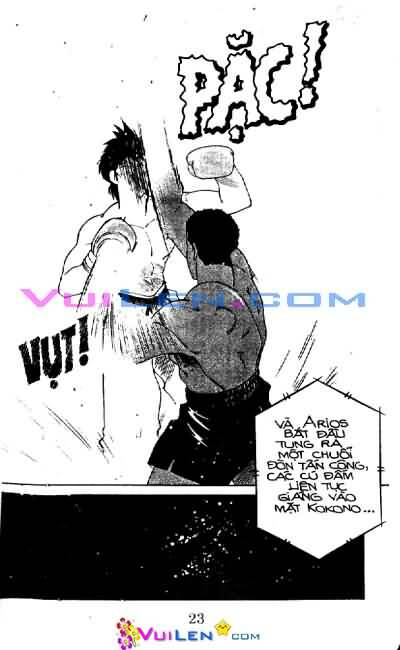 PẶC!
VuiLen.com
VỤT!
VÀ ARIOS
BẮT ĐẦU
TUNG RA
MỘT CHUỖI
ĐÒN TẤN CÔNG,
CÁC CÚ ĐẤM
LIÊN TỤC
GIÁNG VÀO
MẶT KOKONO...
23
VuiLen.com